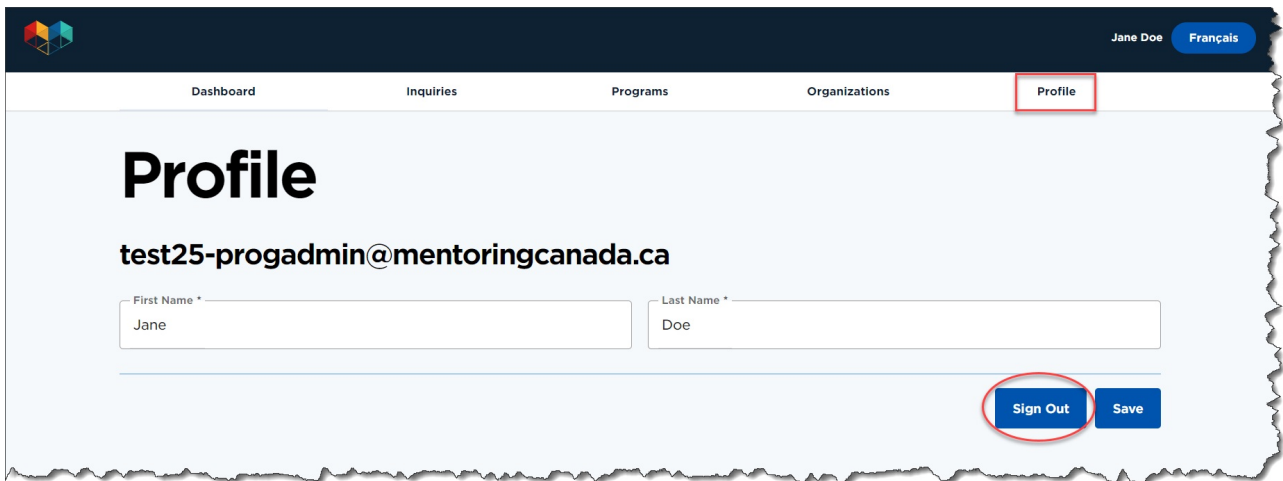 Jane Doe Français
Dashboard Inquiries Programs Organizations Profile
Profile
test25-progadmin@mentoringcanada.ca
First Name * Last Name *
Jane Doe
Sign Out Save